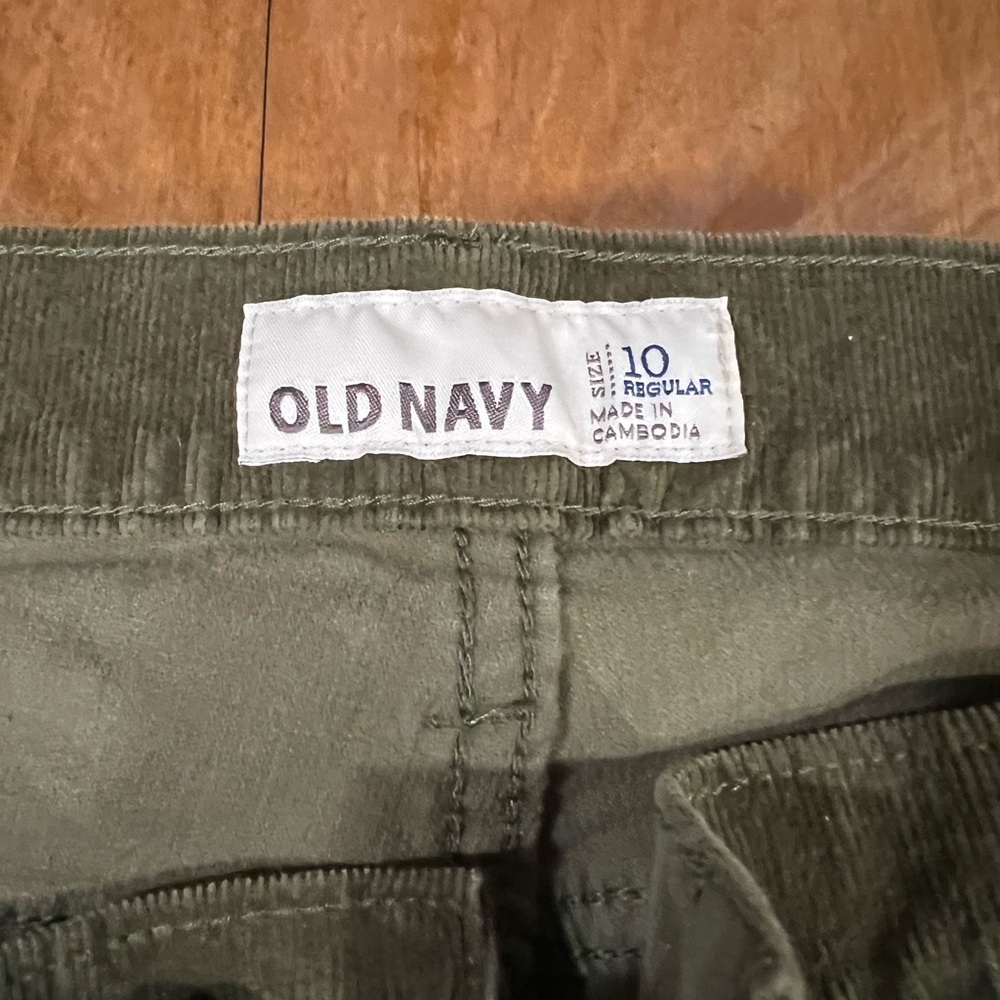 OLD NAVY
SIZE 10
REGULAR
MADE IN
CAMBODIA